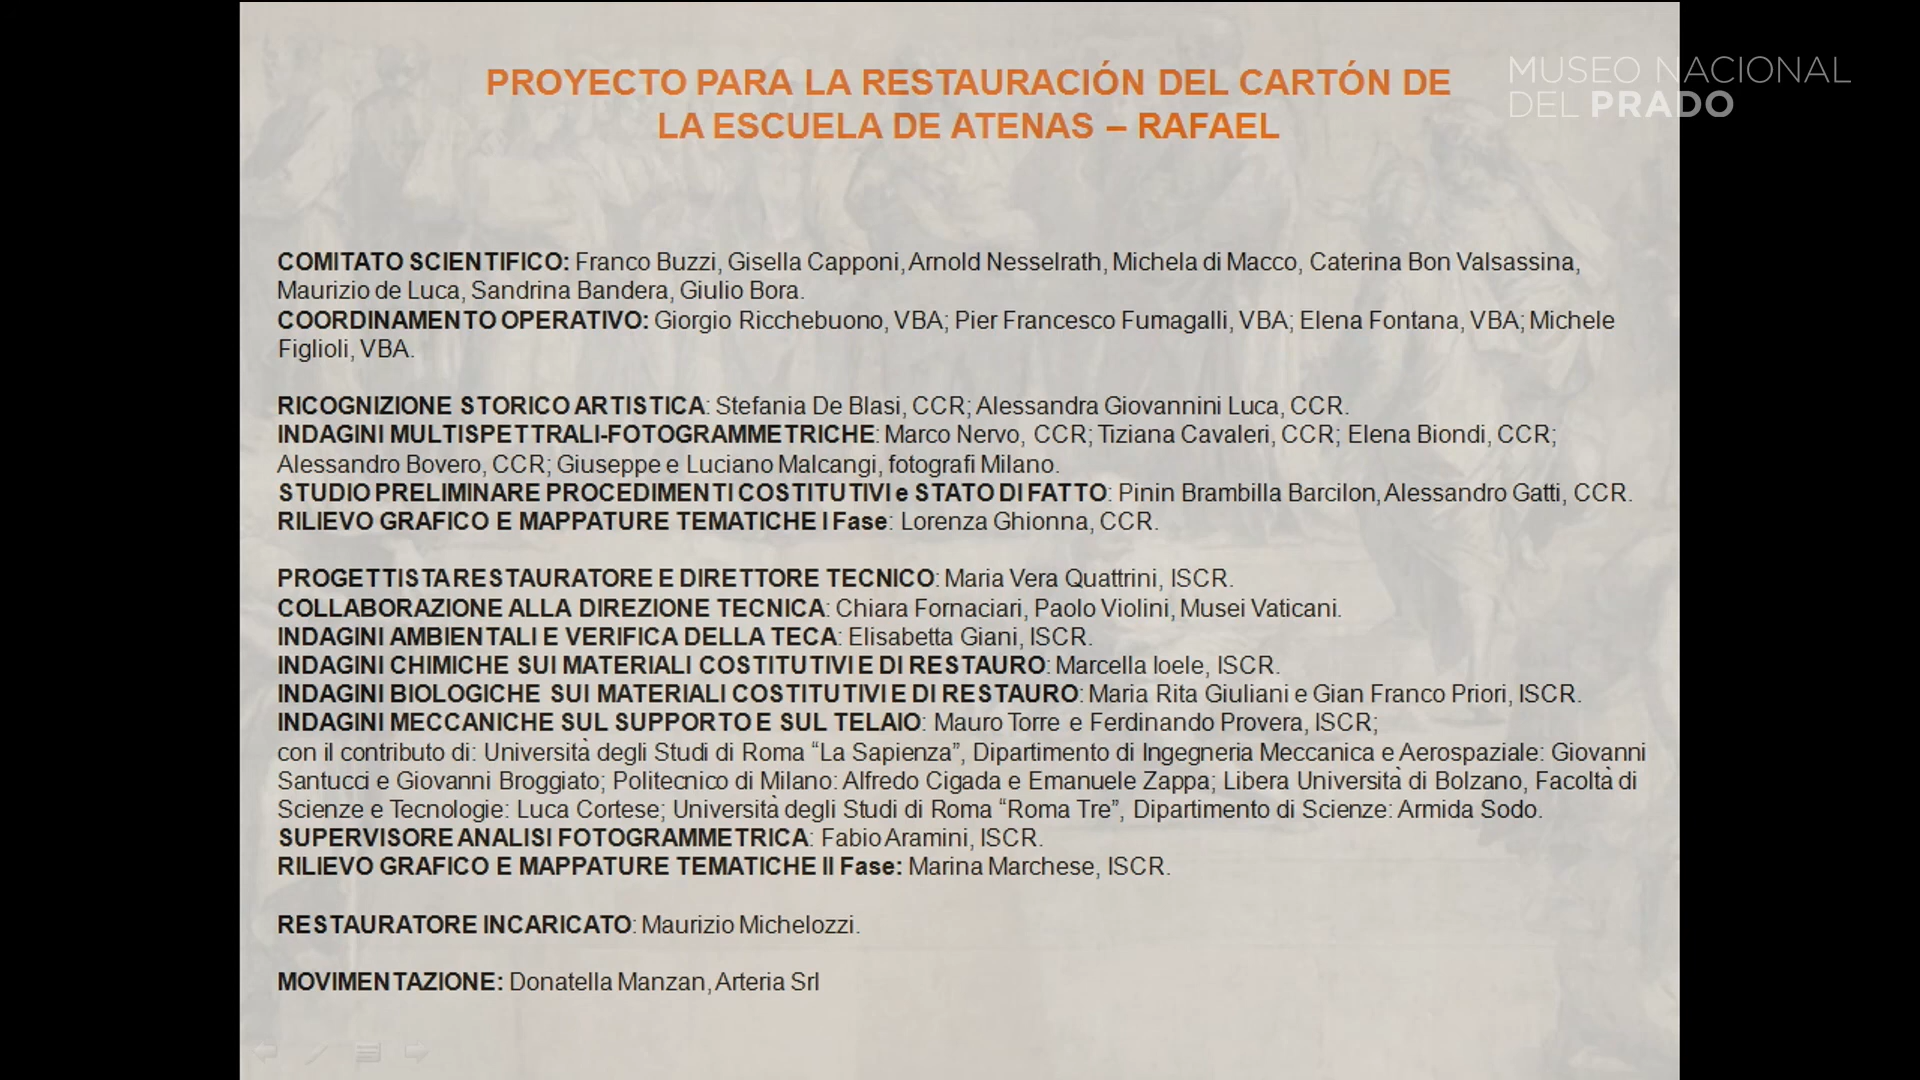 PROYECTO PARA LA RESTAURACIÓN DEL CARTÓN DE
LA ESCUELA DE ATENAS – RAFAEL
MUSEO NACIONAL
DEL PRADO
COMITATO SCIENTIFICO: Franco Buzzi, Gisella Capponi, Arnold Nesselrath, Michela di Macco, Caterina Bon Valsassina,
Maurizio de Luca, Sandrina Bandera, Giulio Bora.
COORDINAMENTO OPERATIVO: Giorgio Ricchebuono, VBA; Pier Francesco Fumagalli, VBA; Elena Fontana, VBA; Michele
Figlioli, VBA.
RICOGNIZIONE STORICO ARTISTICA: Stefania De Blasi, CCR; Alessandra Giovannini Luca, CCR.
INDAGINI MULTISPETTRALI-FOTOGRAMMETRICHE: Marco Nervo, CCR; Tiziana Cavaleri, CCR; Elena Biondi, CCR;
Alessandro Bovero, CCR; Giuseppe e Luciano Malcangi, fotografi Milano.
STUDIO PRELIMINARE PROCEDIMENTI COSTITUTIVI e STATO DI FATTO: Pinin Brambilla Barcilon, Alessandro Gatti, CCR.
RILIEVO GRAFICO E MAPPATURE TEMATICHE I Fase: Lorenza Ghionna, CCR.
PROGETTISTA RESTAURATORE E DIRETTORE TECNICO: Maria Vera Quattrini, ISCR.
COLLABORAZIONE ALLA DIREZIONE TECNICA: Chiara Fornaciari, Paolo Violini, Musei Vaticani.
INDAGINI AMBIENTALI E VERIFICA DELLA TECA: Elisabetta Giani, ISCR.
INDAGINI CHIMICHE SUI MATERIALI COSTITUTIVI E DI RESTAURO: Marcella Ioele, ISCR.
INDAGINI BIOLOGICHE SUI MATERIALI COSTITUTIVI E DI RESTAURO: Maria Rita Giuliani e Gian Franco Priori, ISCR.
INDAGINI MECCANICHE SUL SUPPORTO E SUL TELAIO: Mauro Torre e Ferdinando Provera, ISCR;
con il contributo di: Università degli Studi di Roma “La Sapienza”, Dipartimento di Ingegneria Meccanica e Aerospaziale: Giovanni
Santucci e Giovanni Broggiato; Politecnico di Milano: Alfredo Cigada e Emanuele Zappa; Libera Università di Bolzano, Facoltà di
Scienze e Tecnologie: Luca Cortese; Università degli Studi di Roma “Roma Tre”, Dipartimento di Scienze: Armida Sodo.
SUPERVISORE ANALISI FOTOGRAMMETRICA: Fabio Aramini, ISCR.
RILIEVO GRAFICO E MAPPATURE TEMATICHE II Fase: Marina Marchese, ISCR.
RESTAURATORE INCARICATO: Maurizio Michelozzi.
MOVIMENTAZIONE: Donatella Manzan, Arteria Srl